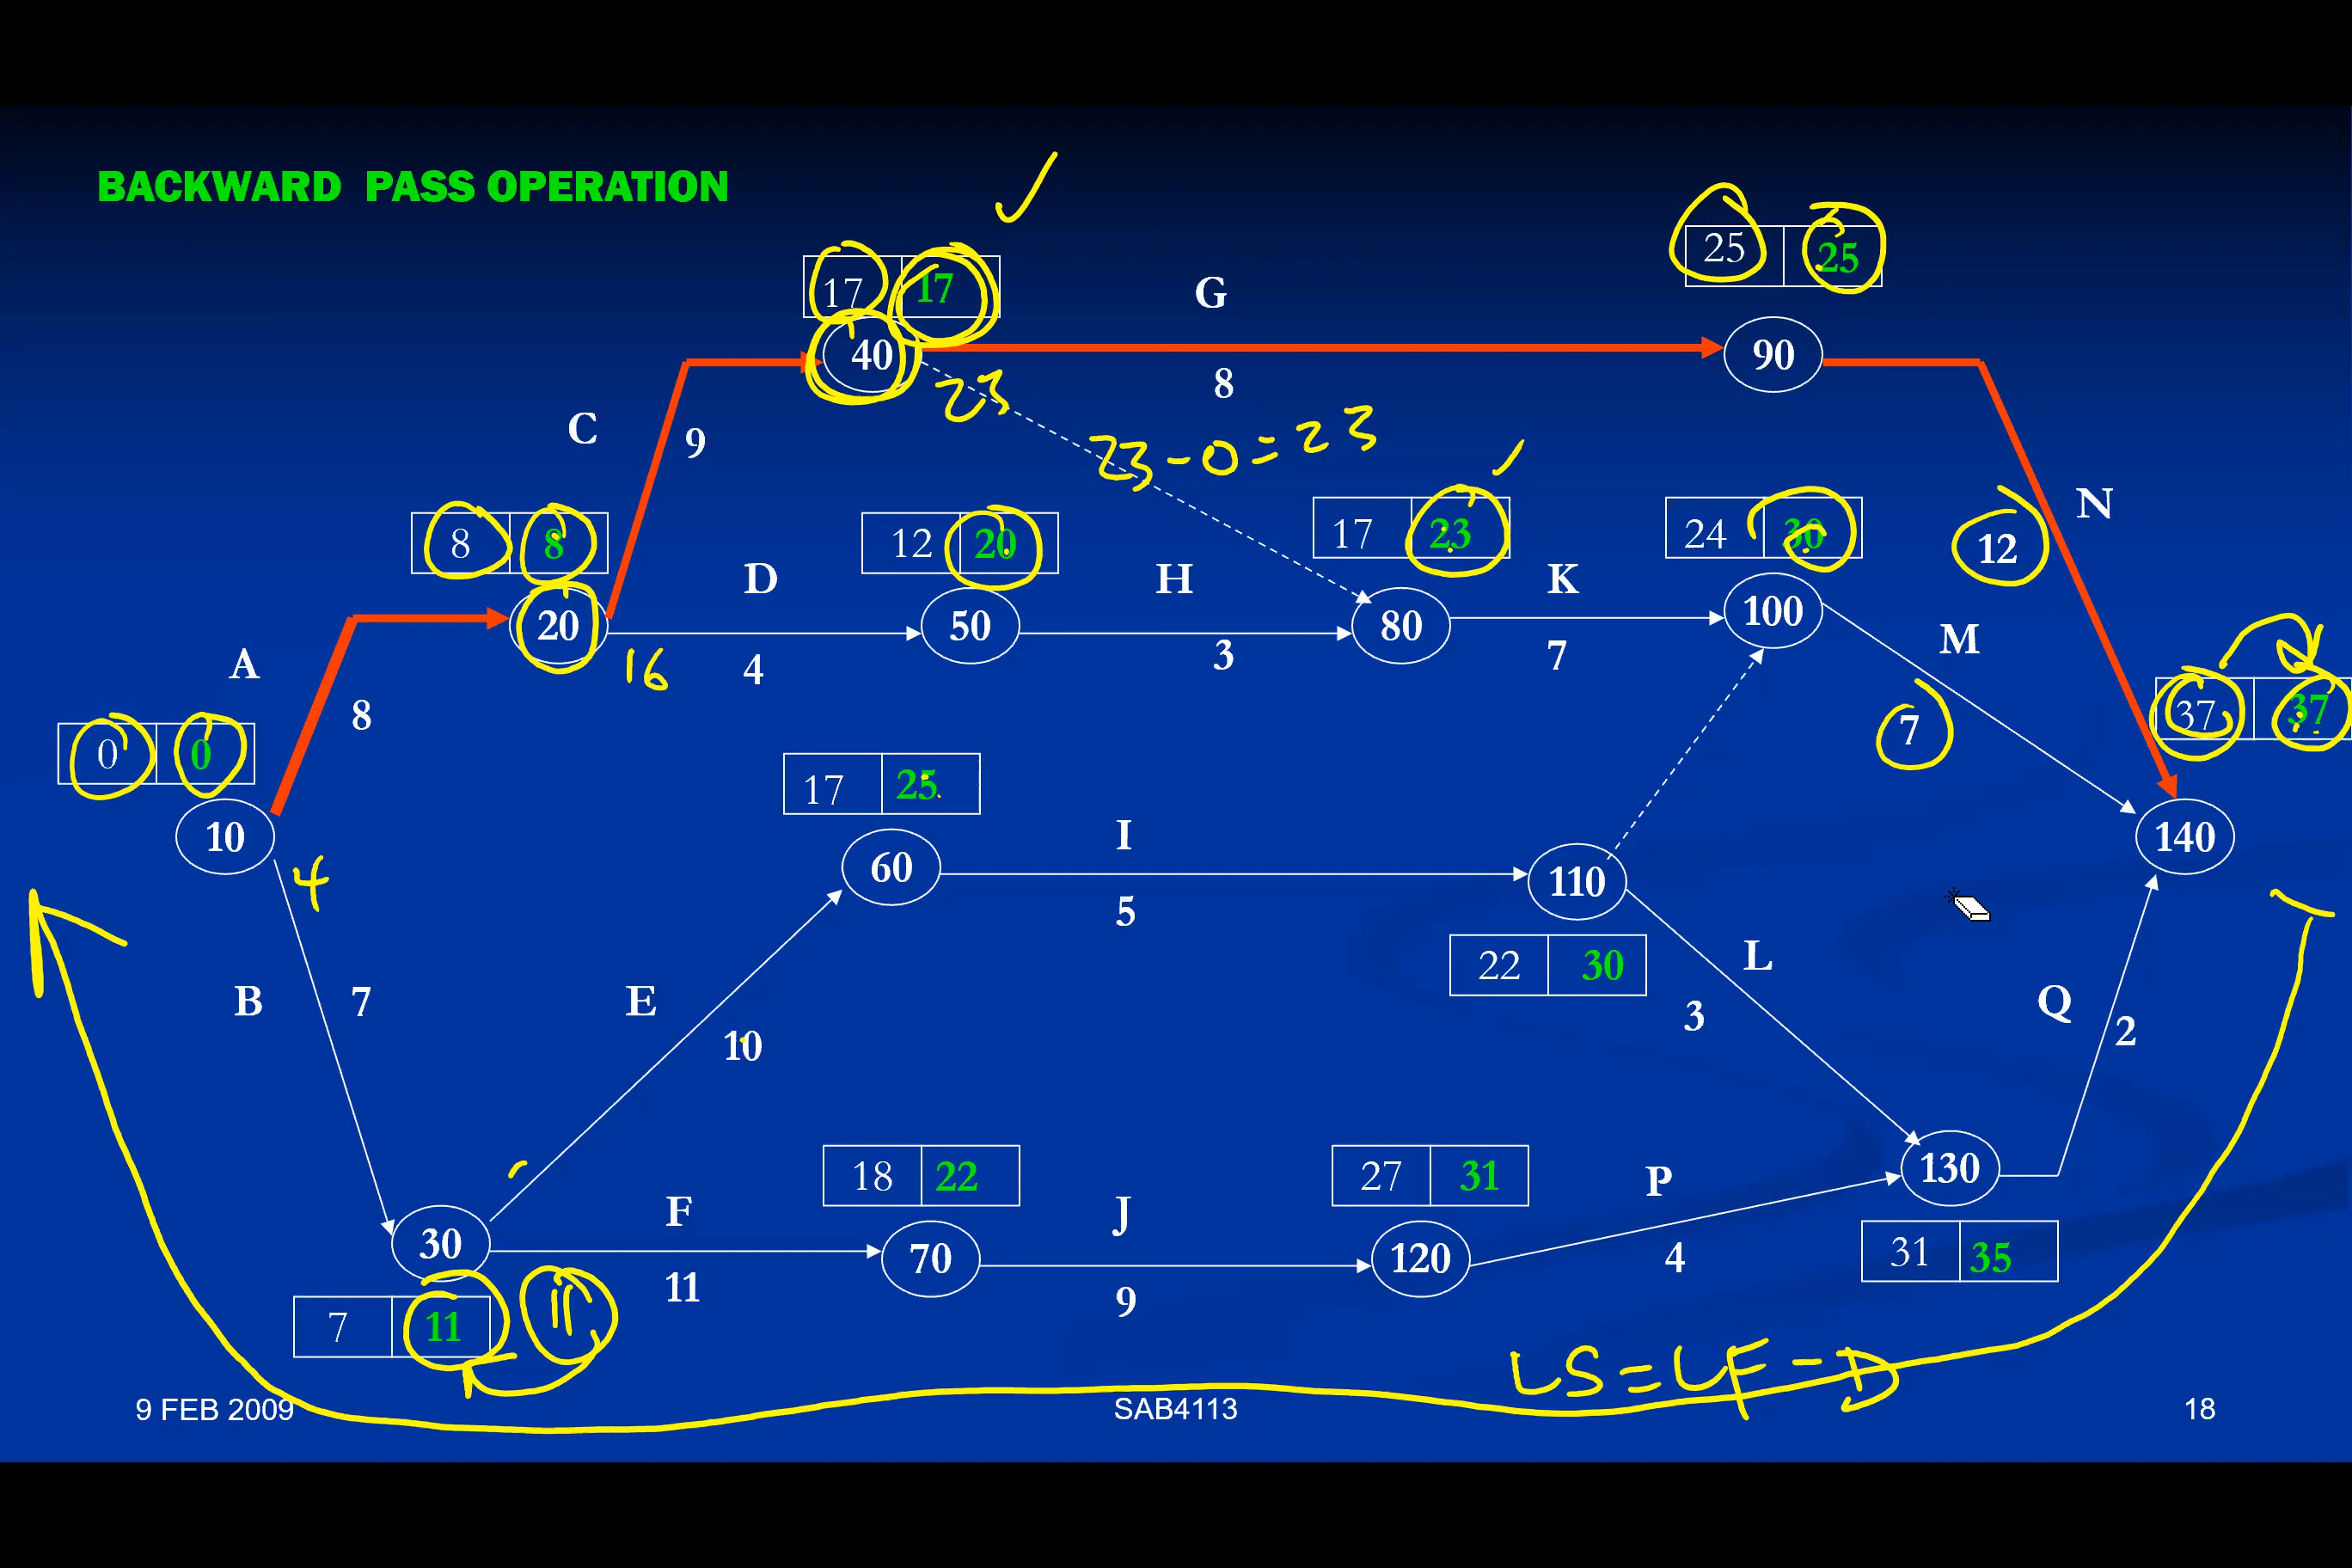 BACKWARD PASS OPERATION
25 25
17 17
G
40
90
23
8
C
9
23-0=23
N
8 8
12 20
17 23
24 30
12
D
H
K
20
50
80
100
M
A
16
4
3
7
37 37
8
7
0 0
17 25
10
I
140
4
60
110
5
22 30
L
B
7
E
3
Q
10
2
18 22
27 31
P
130
F
J
30
70
120
31 35
11
9
4
7 11
11
LS=LF-D
9 FEB 2009
SAB4113
18